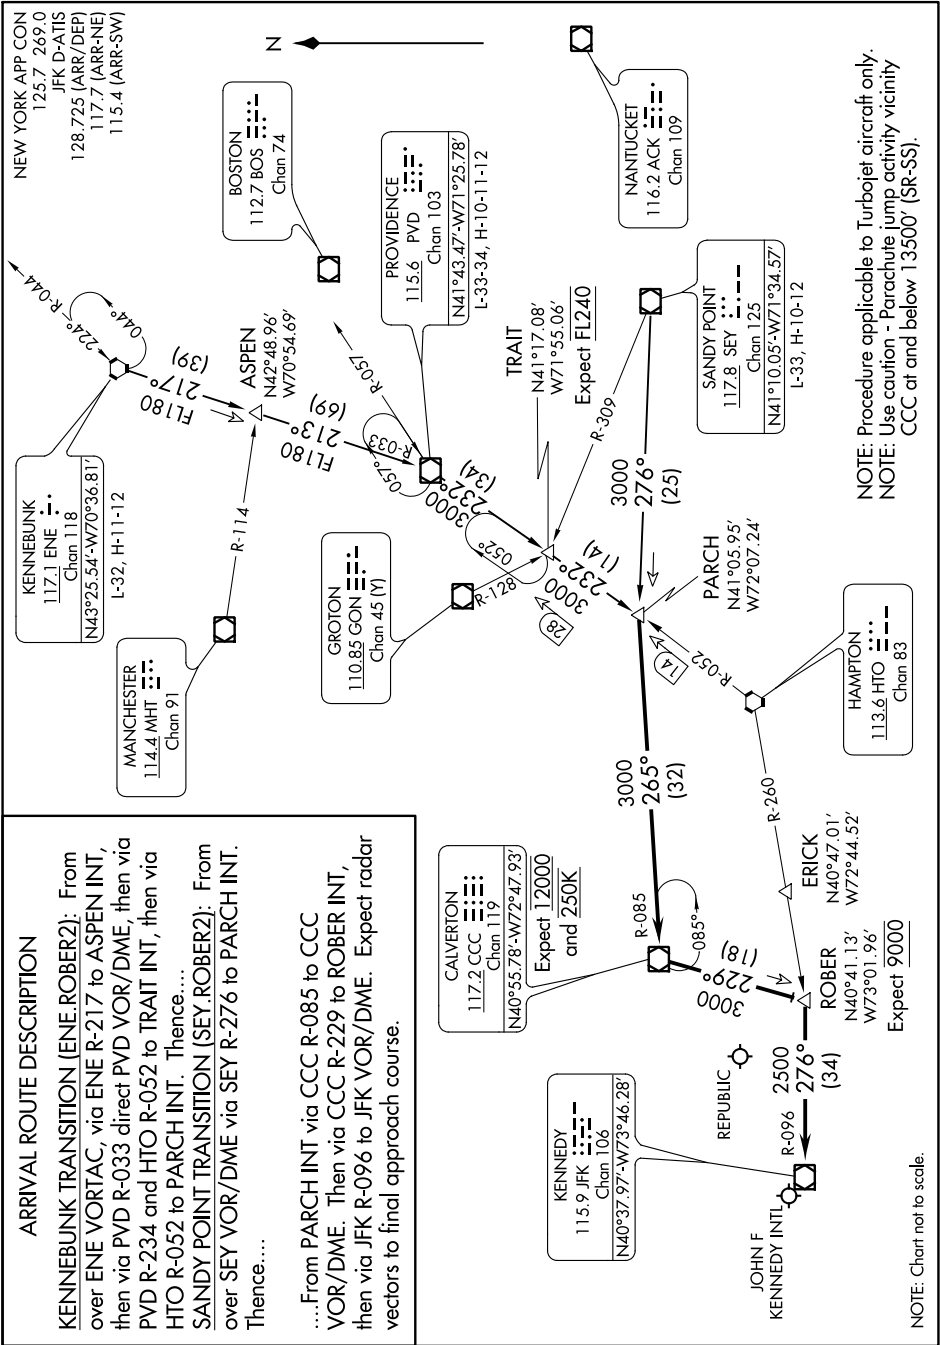 ARRIVAL ROUTE DESCRIPTION
KENNEBUNK TRANSITION (ENE.ROBER2): From
over ENE VORTAC, via ENE R-217 to ASPEN INT,
then via PVD R-033 direct PVD VOR/DME, then via
PVD R-234 and HTO R-052 to TRAIT INT, then via
HTO R-052 to PARCH INT. Thence....
SANDY POINT TRANSITION (SEY.ROBER2): From
over SEY VOR/DME via SEY R-276 to PARCH INT.
Thence....
....From PARCH INT via CCC R-085 to CCC
VOR/DME. Then via CCC R-229 to ROBER INT,
then via JFK R-096 to JFK VOR/DME. Expect radar
vectors to final approach course.
NEW YORK APP CON
125.7 269.0
JFK D-ATIS
128.725 (ARR/DEP)
117.7 (ARR-NE)
115.4 (ARR-SW)
N
KENNEBUNK
117.1 ENE
Chan 118
N43°25.54'-W70°36.81'
L-32, H-11-12
224°
R-044
044°
FL180
217°
(39)
MANCHESTER
114.4 MHT
Chan 91
R-114
ASPEN
N42°48.96'
W70°54.69'
BOSTON
112.7 BOS
Chan 74
FL180
213°
(69)
R-033
R-057
057°
PROVIDENCE
115.6 PVD
Chan 103
N41°43.47'-W71°25.78'
L-33-34, H-10-11-12
GROTON
110.85 GON
Chan 45 (Y)
R-128
3000
232°
(34)
052°
TRAIT
N41°17.08'
W71°55.06'
Expect FL240
R-309
NANTUCKET
116.2 ACK
Chan 109
SANDY POINT
117.8 SEY
Chan 125
N41°10.05'-W71°34.57'
L-33, H-10-12
3000
232°
(14)
28
3000
276°
(25)
PARCH
N41°05.95'
W72°07.24'
14
R-052
HAMPTON
113.6 HTO
Chan 83
3000
265°
(32)
R-260
CALVERTON
117.2 CCC
Chan 119
N40°55.78'-W72°47.93'
Expect 12000
and 250K
R-085
085°
3000
229°
(18)
ERICK
N40°47.01'
W72°44.52'
ROBER
N40°41.13'
W73°01.96'
Expect 9000
REPUBLIC
2500
276°
(34)
R-096
KENNEDY
115.9 JFK
Chan 106
N40°37.97'-W73°46.28'
JOHN F
KENNEDY INTL
NOTE: Procedure applicable to Turbojet aircraft only.
NOTE: Use caution - Parachute jump activity vicinity
CCC at and below 13500' (SR-SS).
NOTE: Chart not to scale.